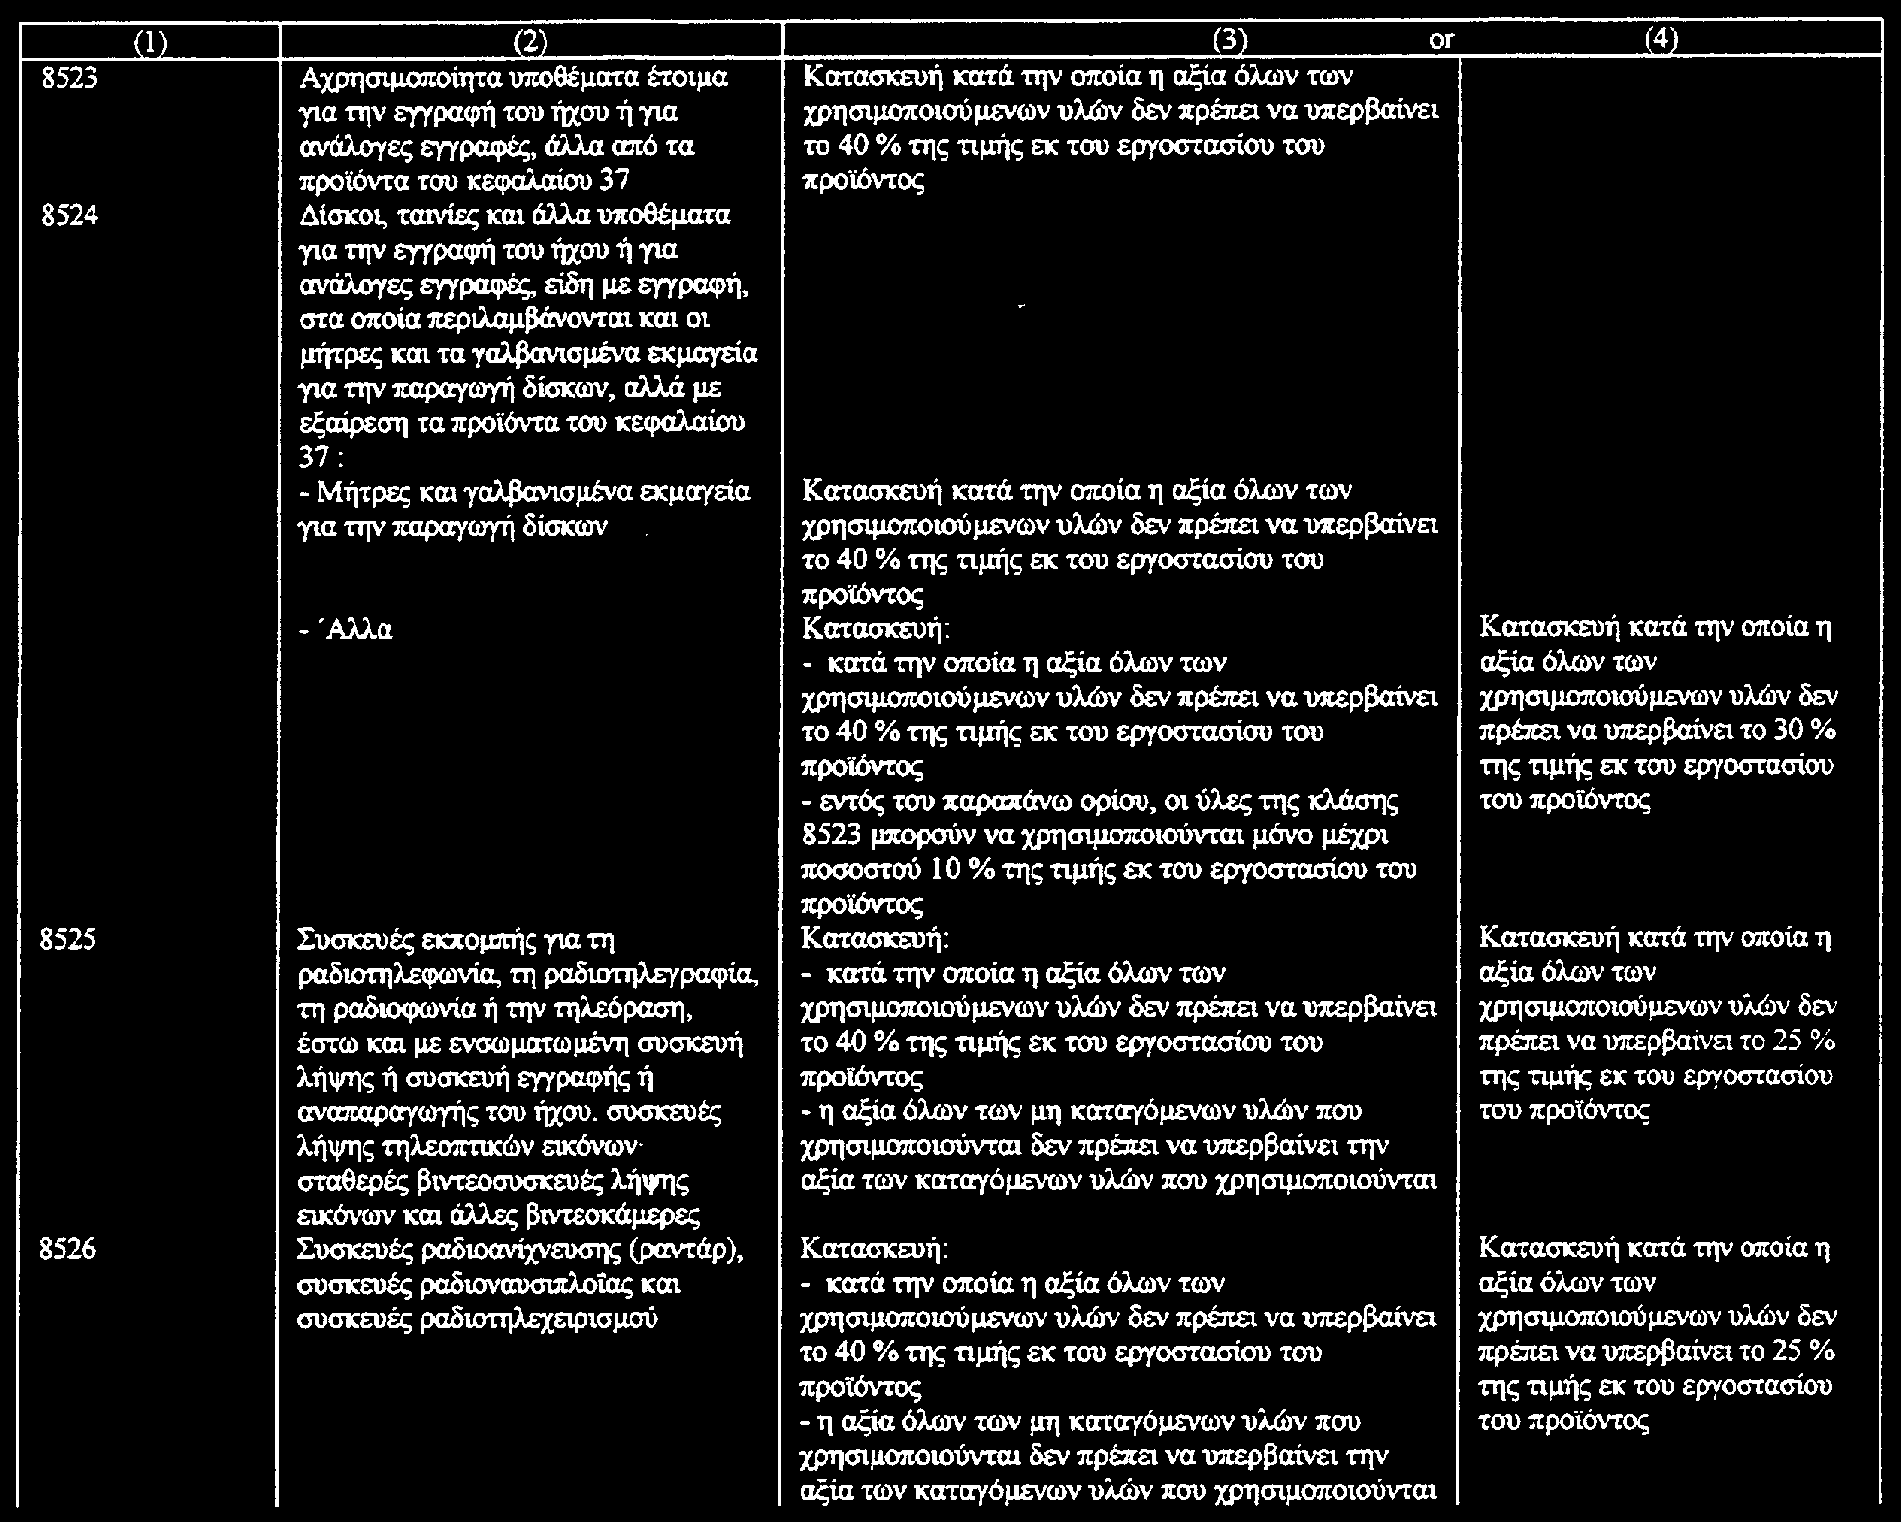 (1) (2) (3) or (4)
8523 Αχρησιμοποίητα υποθέματα έτοιμα Κατασκευή κατά την οποία η αξία όλων των
για την εγγραφή του ήχου ή για χρησιμοποιούμενων υλών δεν πρέπει να υπερβαίνει
ανάλογες εγγραφές, άλλα από τα το 40 % της τιμής εκ του εργοστασίου του
προϊόντα του κεφαλαίου 37 προϊόντος
8524 Δίσκοι, ταινίες και άλλα υποθέματα
για την εγγραφή του ήχου ή για
ανάλογες εγγραφές, είδη με εγγραφή,
στα οποία περιλαμβάνονται και οι
μήτρες και τα γαλβανισμένα εκμαγεία
για την παραγωγή δίσκων, αλλά με
εξαίρεση τα προϊόντα του κεφαλαίου
37 :
- Μήτρες και γαλβανισμένα εκμαγεία Κατασκευή κατά την οποία η αξία όλων των
για την παραγωγή δίσκων χρησιμοποιούμενων υλών δεν πρέπει να υπερβαίνει
το 40 % της τιμής εκ του εργοστασίου του
προϊόντος
- Άλλα Κατασκευή: Κατασκευή κατά την οποία η
- κατά την οποία η αξία όλων των αξία όλων των
χρησιμοποιούμενων υλών δεν πρέπει να υπερβαίνει χρησιμοποιούμενων υλών δεν
το 40 % της τιμής εκ του εργοστασίου του πρέπει να υπερβαίνει το 30 %
προϊόντος της τιμής εκ του εργοστασίου
- εντός του παραπάνω ορίου, οι ύλες της κλάσης του προϊόντος
8523 μπορούν να χρησιμοποιούνται μόνο μέχρι
ποσοστού 10 % της τιμής εκ του εργοστασίου του
προϊόντος
8525 Συσκευές εκπομπής για τη Κατασκευή: Κατασκευή κατά την οποία η
ραδιοτηλεφωνία, τη ραδιοτηλεγραφία, - κατά την οποία η αξία όλων των αξία όλων των
τη ραδιοφωνία ή την τηλεόραση, χρησιμοποιούμενων υλών δεν πρέπει να υπερβαίνει χρησιμοποιούμενων υλών δεν
έστω και με ενσωματωμένη συσκευή το 40 % της τιμής εκ του εργοστασίου του πρέπει να υπερβαίνει το 25 %
λήψης ή συσκευή εγγραφής ή προϊόντος της τιμής εκ του εργοστασίου
αναπαραγωγής του ήχου. συσκευές - η αξία όλων των μη καταγόμενων υλών που του προϊόντος
λήψης τηλεοπτικών εικόνων· χρησιμοποιούνται δεν πρέπει να υπερβαίνει την
σταθερές βιντεοσυσκευές λήψης αξία των καταγόμενων υλών που χρησιμοποιούνται
εικόνων και άλλες βιντεοκάμερες
8526 Συσκευές ραδιοανίχνευσης (ραντάρ), Κατασκευή: Κατασκευή κατά την οποία η
συσκευές ραδιοναυσιπλοΐας και - κατά την οποία η αξία όλων των αξία όλων των
συσκευές ραδιοτηλεχειρισμού χρησιμοποιούμενων υλών δεν πρέπει να υπερβαίνει χρησιμοποιούμενων υλών δεν
το 40 % της τιμής εκ του εργοστασίου του πρέπει να υπερβαίνει το 25 %
προϊόντος της τιμής εκ του εργοστασίου
- η αξία όλων των μη καταγόμενων υλών που του προϊόντος
χρησιμοποιούνται δεν πρέπει να υπερβαίνει την
αξία των καταγόμενων υλών που χρησιμοποιούνται